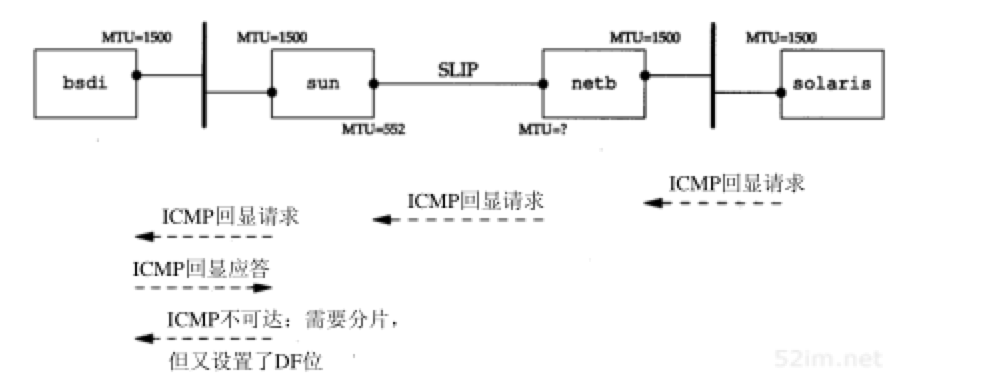 MTU=1500
MTU=1500
MTU=1500
MTU=1500
bsdi
sun
SLIP
netb
solaris
MTU=552
MTU=?
ICMP回显请求
ICMP回显请求
ICMP回显请求
ICMP回显应答
ICMP不可达：需要分片，
但又设置了DF位
52im.net